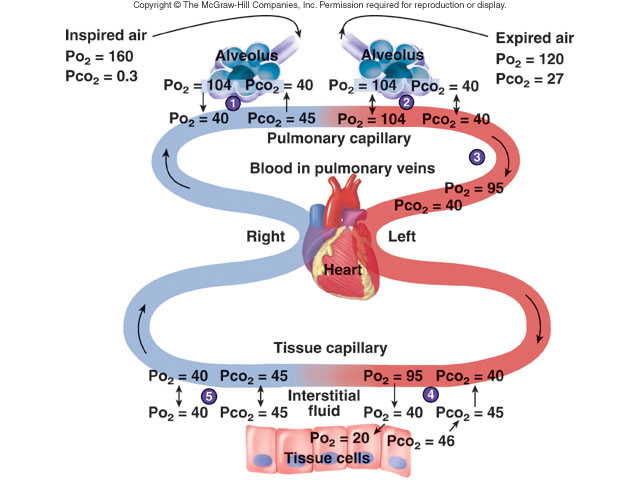 Copyright © The McGraw-Hill Companies, Inc. Permission required for reproduction or display.
Inspired air
Po₂ = 160
Pco₂ = 0.3
Alveolus
Po₂ = 104 Pco₂ = 40
1
Po₂ = 40 Pco₂ = 45
Alveolus
Po₂ = 104 Pco₂ = 40
2
Po₂ = 104 Pco₂ = 40
Expired air
Po₂ = 120
Pco₂ = 27
Pulmonary capillary
3
Blood in pulmonary veins
Po₂ = 95
Pco₂ = 40
Right
Left
Heart
Tissue capillary
Po₂ = 40 Pco₂ = 45
5
Po₂ = 40 Pco₂ = 45
Interstitial
fluid
Po₂ = 95 Pco₂ = 40
4
Po₂ = 40 Pco₂ = 45
Po₂ = 20 Pco₂ = 46
Tissue cells